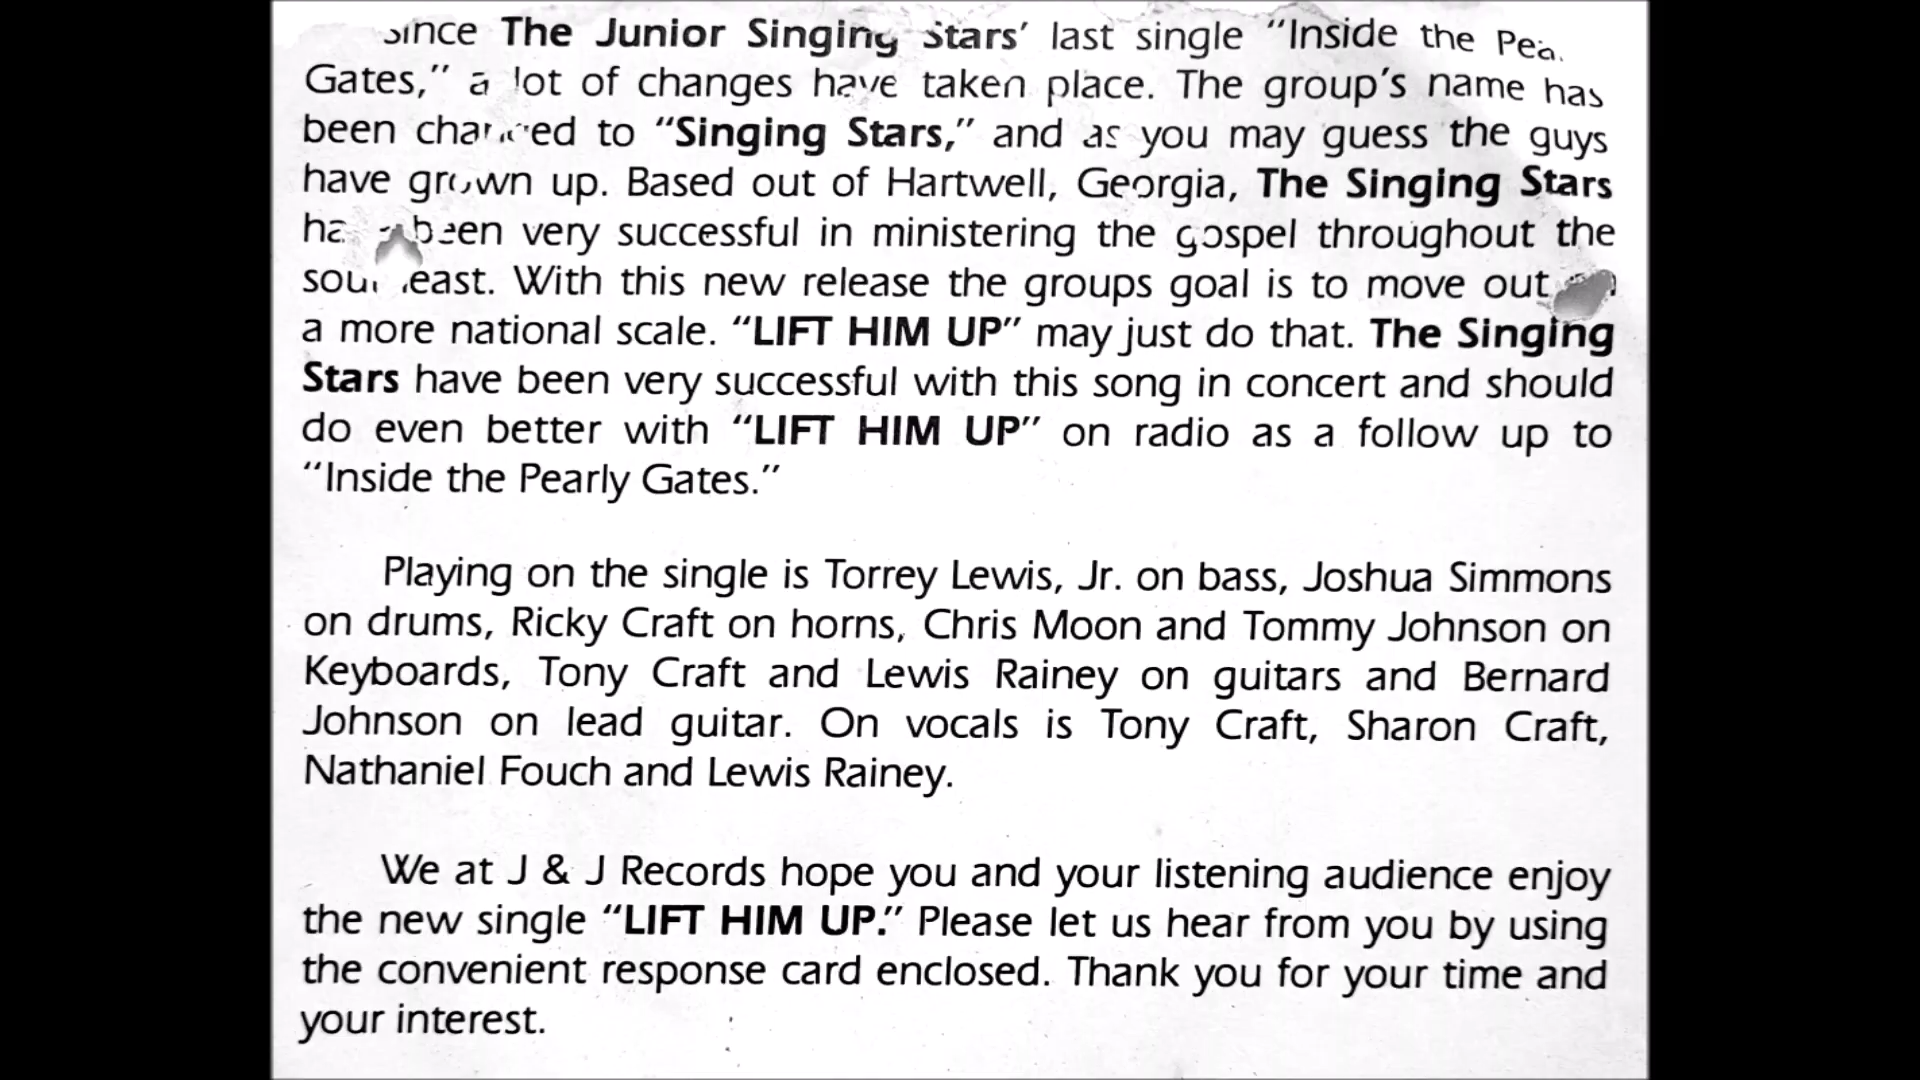 Since The Junior Singing Stars' last single "Inside the
Gates," a lot of changes have taken place. The group's name has
been changed to "Singing Stars," and as you may guess the guys
have grown up. Based out of Hartwell, Georgia, The Singing Stars
been very successful in ministering the gospel throughout the
southeast. With this new release the groups goal is to move out
a more national scale. "LIFT HIM UP" may just do that. The Singing
Stars have been very successful with this song in concert and should
do even better with "LIFT HIM UP" on radio as a follow up to
"Inside the Pearly Gates."
Playing on the single is Torrey Lewis, Jr. on bass, Joshua Simmons
on drums, Ricky Craft on horns, Chris Moon and Tommy Johnson on
Keyboards, Tony Craft and Lewis Rainey on guitars and Bernard
Johnson on lead guitar. On vocals is Tony Craft, Sharon Craft,
Nathaniel Fouch and Lewis Rainey.
We at J & J Records hope you and your listening audience enjoy
the new single "LIFT HIM UP." Please let us hear from you by using
the convenient response card enclosed. Thank you for your time and
your interest.